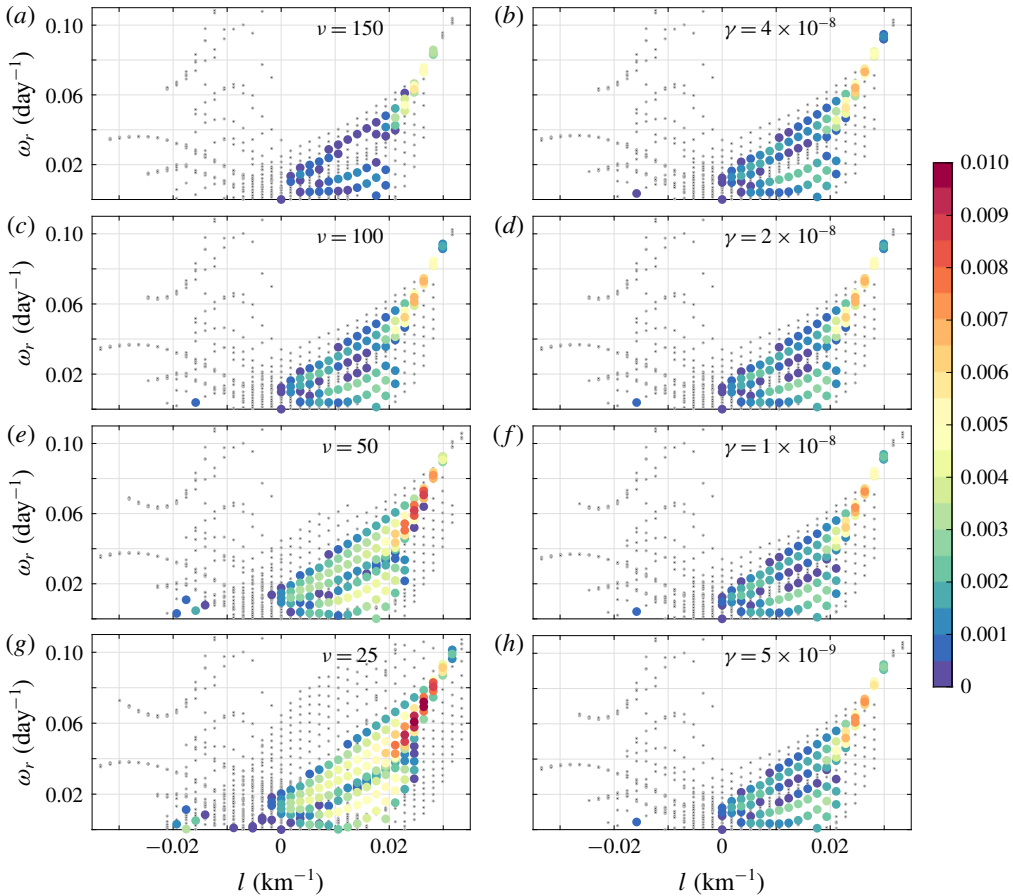 (a) ν = 150
(b) γ = 4 × 10⁻⁸
0.10
0.06
0.02
ωr (day⁻¹)
(c) ν = 100
(d) γ = 2 × 10⁻⁸
0.10
0.06
0.02
ωr (day⁻¹)
(e) ν = 50
(f) γ = 1 × 10⁻⁸
0.10
0.06
0.02
ωr (day⁻¹)
(g) ν = 25
(h) γ = 5 × 10⁻⁹
0.10
0.06
0.02
ωr (day⁻¹)
−0.02 0 0.02
−0.02 0 0.02
l (km⁻¹)
l (km⁻¹)
0.010
0.009
0.008
0.007
0.006
0.005
0.004
0.003
0.002
0.001
0